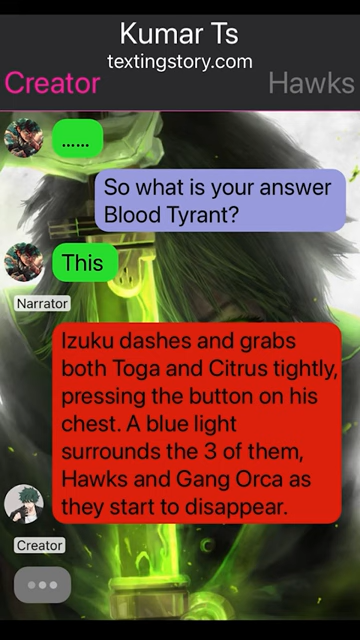 Kumar Ts
textingstory.com
Creator
Hawks
......
So what is your answer
Blood Tyrant?
This
Narrator
Izuku dashes and grabs
both Toga and Citrus tightly,
pressing the button on his
chest. A blue light
surrounds the 3 of them,
Hawks and Gang Orca as
they start to disappear.
Creator